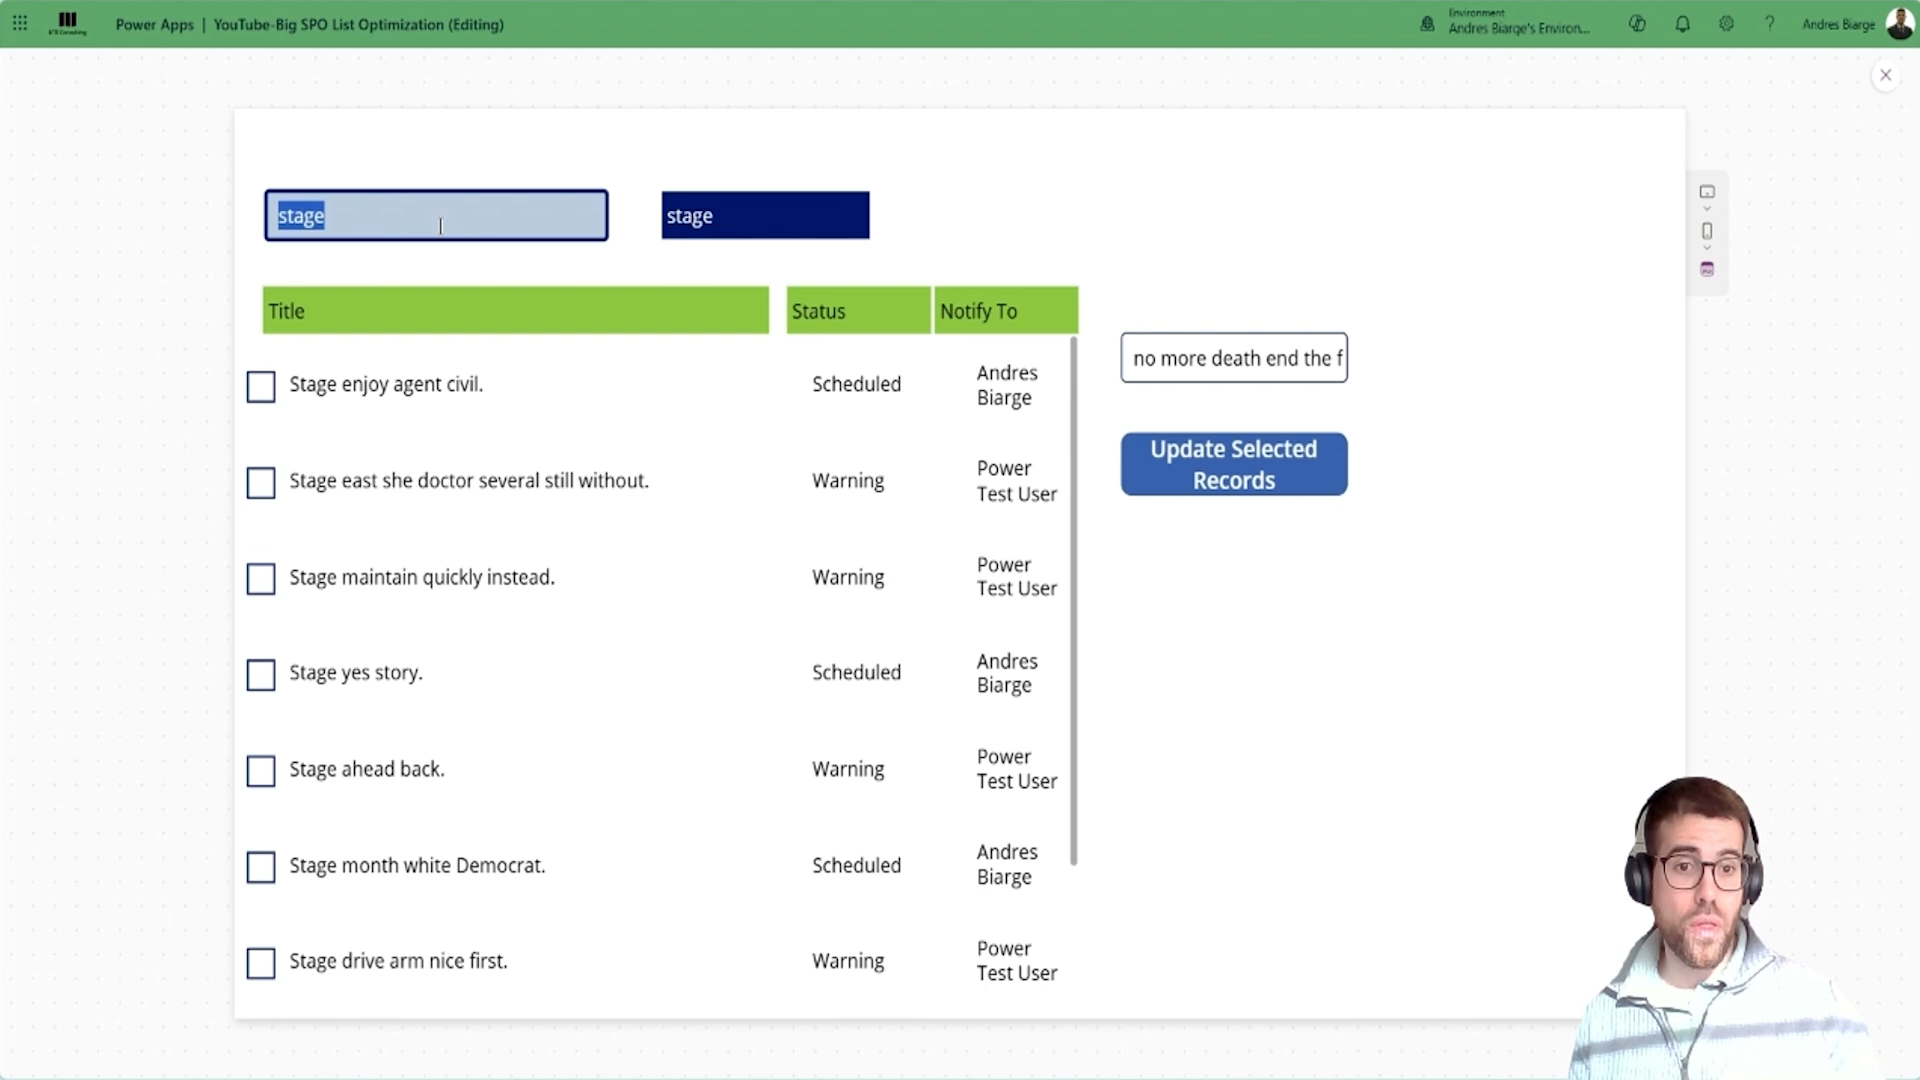 Power Apps | YouTube-Big SPO List Optimization (Editing)
Environment
Andres Biarge's Environ...
Andres Biarge
stage
stage
Title
Status
Notify To
no more death end the f
Update Selected
Records
Stage enjoy agent civil.
Scheduled
Andres
Biarge
Stage east she doctor several still without.
Warning
Power
Test User
Stage maintain quickly instead.
Warning
Power
Test User
Stage yes story.
Scheduled
Andres
Biarge
Stage ahead back.
Warning
Power
Test User
Stage month white Democrat.
Scheduled
Andres
Biarge
Stage drive arm nice first.
Warning
Power
Test User